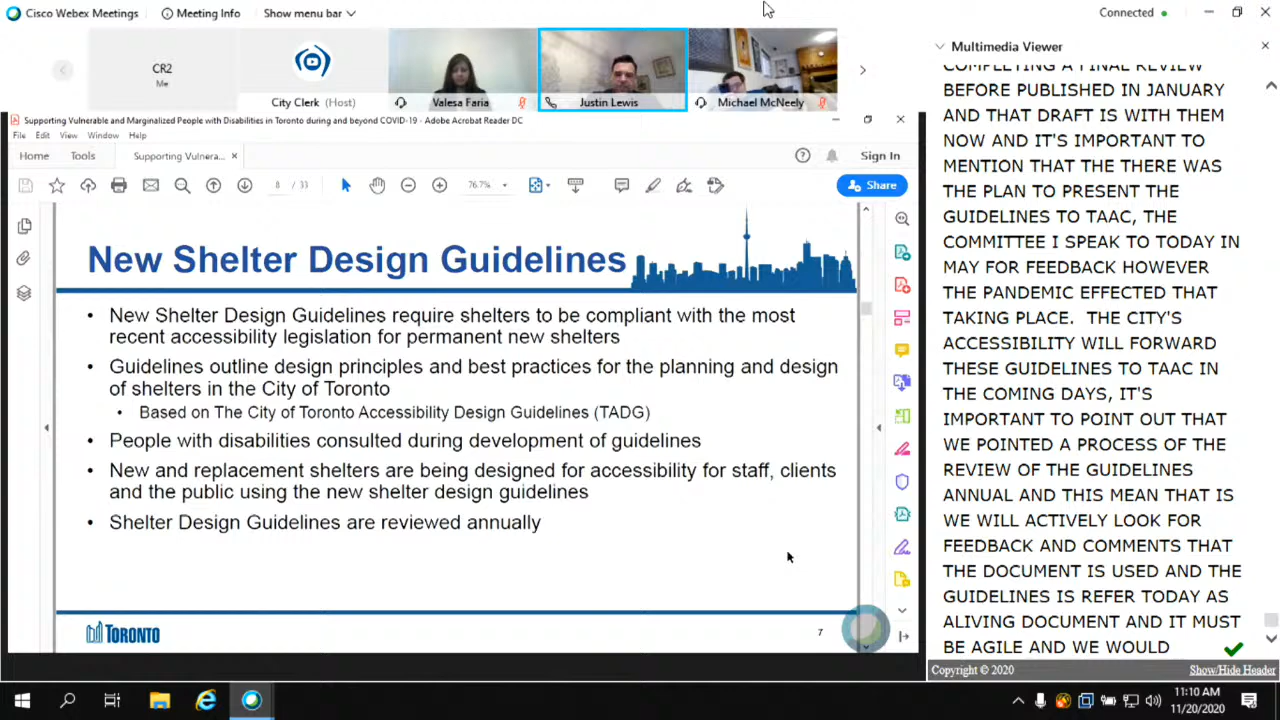 Cisco Webex Meetings
Meeting Info
Show menu bar
Connected
CR2
Me
City Clerk (Host)
Valesa Faria
Justin Lewis
Michael McNeely
Supporting Vulnerable and Marginalized People with Disabilities in Toronto during and beyond COVID-19 - Adobe Acrobat Reader DC
File Edit View Window Help
Home Tools Supporting Vulnera... Sign In
8 / 33 76.7% Share
New Shelter Design Guidelines
• New Shelter Design Guidelines require shelters to be compliant with the most
recent accessibility legislation for permanent new shelters
• Guidelines outline design principles and best practices for the planning and design
of shelters in the City of Toronto
• Based on The City of Toronto Accessibility Design Guidelines (TADG)
• People with disabilities consulted during development of guidelines
• New and replacement shelters are being designed for accessibility for staff, clients
and the public using the new shelter design guidelines
• Shelter Design Guidelines are reviewed annually
TORONTO
7
Multimedia Viewer
COMPLETING A FINAL REVIEW
BEFORE PUBLISHED IN JANUARY
AND THAT DRAFT IS WITH THEM
NOW AND IT'S IMPORTANT TO
MENTION THAT THE THERE WAS
THE PLAN TO PRESENT THE
GUIDELINES TO TAAC, THE
COMMITTEE I SPEAK TO TODAY IN
MAY FOR FEEDBACK HOWEVER
THE PANDEMIC EFFECTED THAT
TAKING PLACE. THE CITY'S
ACCESSIBILITY WILL FORWARD
THESE GUIDELINES TO TAAC IN
THE COMING DAYS, IT'S
IMPORTANT TO POINT OUT THAT
WE POINTED A PROCESS OF THE
REVIEW OF THE GUIDELINES
ANNUAL AND THIS MEAN THAT IS
WE WILL ACTIVELY LOOK FOR
FEEDBACK AND COMMENTS THAT
THE DOCUMENT IS USED AND THE
GUIDELINES IS REFER TODAY AS
ALIVING DOCUMENT AND IT MUST
BE AGILE AND WE WOULD
Copyright © 2020
Show/Hide Header
11:10 AM
11/20/2020